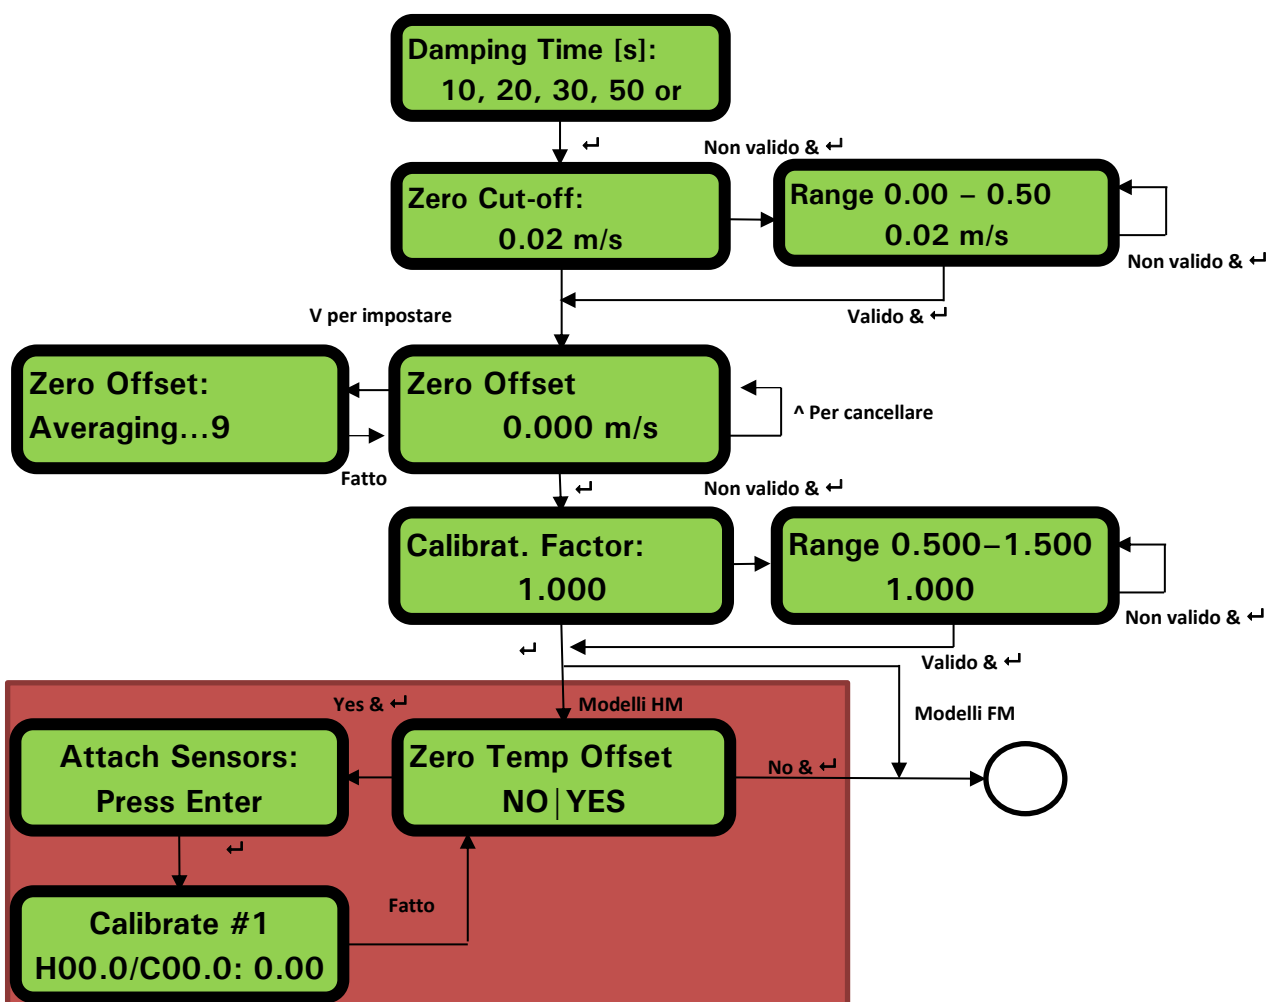 Damping Time [s]:
10, 20, 30, 50 or
↵
Non valido & ↵
Zero Cut-off:
0.02 m/s
Range 0.00 – 0.50
0.02 m/s
Non valido & ↵
Valido & ↵
V per impostare
Zero Offset:
Averaging...9
Zero Offset
0.000 m/s
^ Per cancellare
Fatto
↵
Non valido & ↵
Calibrat. Factor:
1.000
Range 0.500–1.500
1.000
Non valido & ↵
↵
Valido & ↵
Yes & ↵
Modelli HM
Modelli FM
Attach Sensors:
Press Enter
Zero Temp Offset
NO|YES
No & ↵
↵
Fatto
Calibrate #1
H00.0/C00.0: 0.00